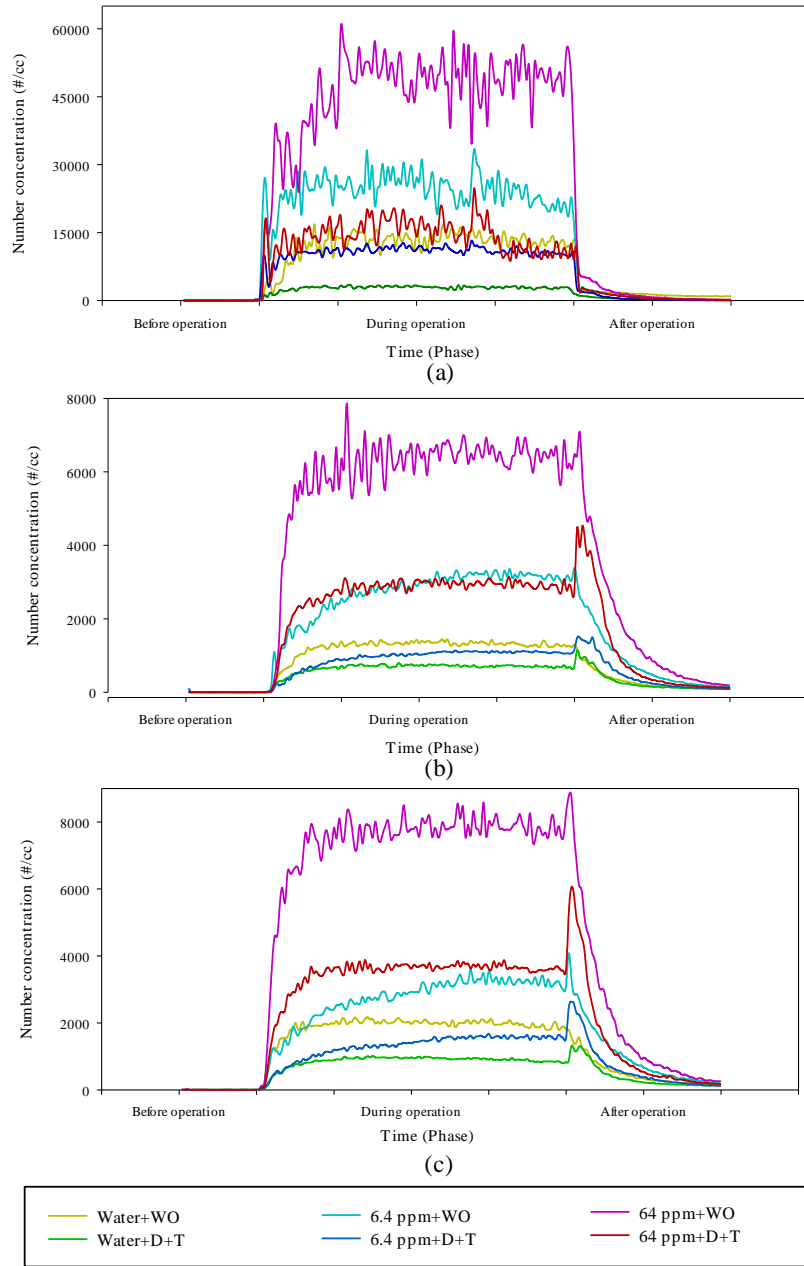 Number concentration (#/cc)
60000
45000
30000
15000
0
Before operation
During operation
After operation
Time (Phase)
(a)
Number concentration (#/cc)
8000
6000
4000
2000
0
Before operation
During operation
After operation
Time (Phase)
(b)
Number concentration (#/cc)
8000
6000
4000
2000
0
Before operation
During operation
After operation
Time (Phase)
(c)
Water+WO
6.4 ppm+WO
64 ppm+WO
Water+D+T
6.4 ppm+D+T
64 ppm+D+T